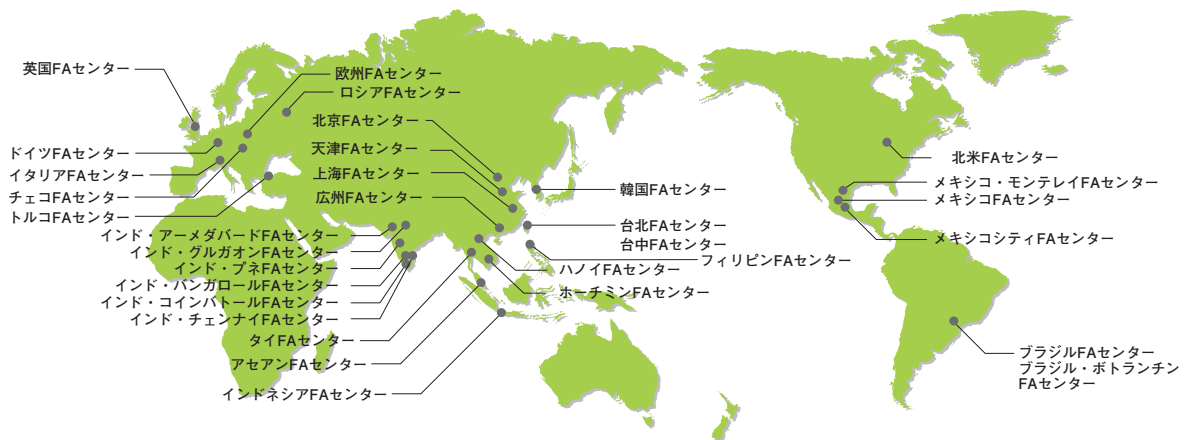 英国FAセンター
欧州FAセンター
ロシアFAセンター
北京FAセンター
ドイツFAセンター
天津FAセンター
イタリアFAセンター
上海FAセンター
チェコFAセンター
広州FAセンター
トルコFAセンター
インド・アーメダバードFAセンター
インド・グルガオンFAセンター
インド・プネFAセンター
インド・バンガロールFAセンター
インド・コインバトールFAセンター
インド・チェンナイFAセンター
タイFAセンター
アセアンFAセンター
インドネシアFAセンター
韓国FAセンター
台北FAセンター
台中FAセンター
フィリピンFAセンター
ハノイFAセンター
ホーチミンFAセンター
北米FAセンター
メキシコ・モンテレイFAセンター
メキシコFAセンター
メキシコシティFAセンター
ブラジルFAセンター
ブラジル・ボトランチン
FAセンター